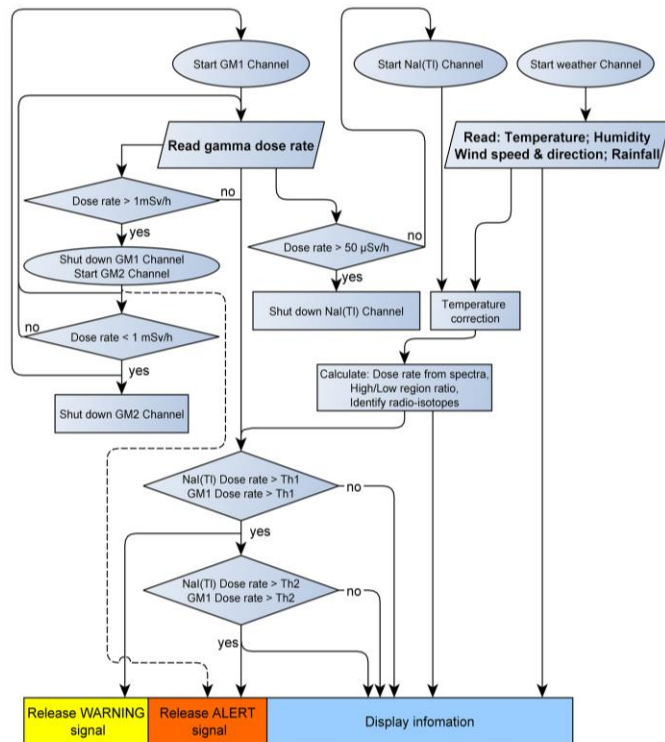 Start GM1 Channel
Start NaI(Tl) Channel
Start weather Channel
Read gamma dose rate
Read: Temperature; Humidity
Wind speed & direction; Rainfall
no
Dose rate > 1mSv/h
yes
Dose rate > 50 µSv/h
no
yes
Shut down GM1 Channel
Start GM2 Channel
Shut down NaI(Tl) Channel
Temperature
correction
no
Dose rate < 1 mSv/h
yes
Calculate: Dose rate from spectra,
High/Low region ratio,
Identify radio-isotopes
Shut down GM2 Channel
NaI(Tl) Dose rate > Th1
GM1 Dose rate > Th1
no
yes
NaI(Tl) Dose rate > Th2
GM1 Dose rate > Th2
no
yes
Release WARNING
signal
Release ALERT
signal
Display infomation